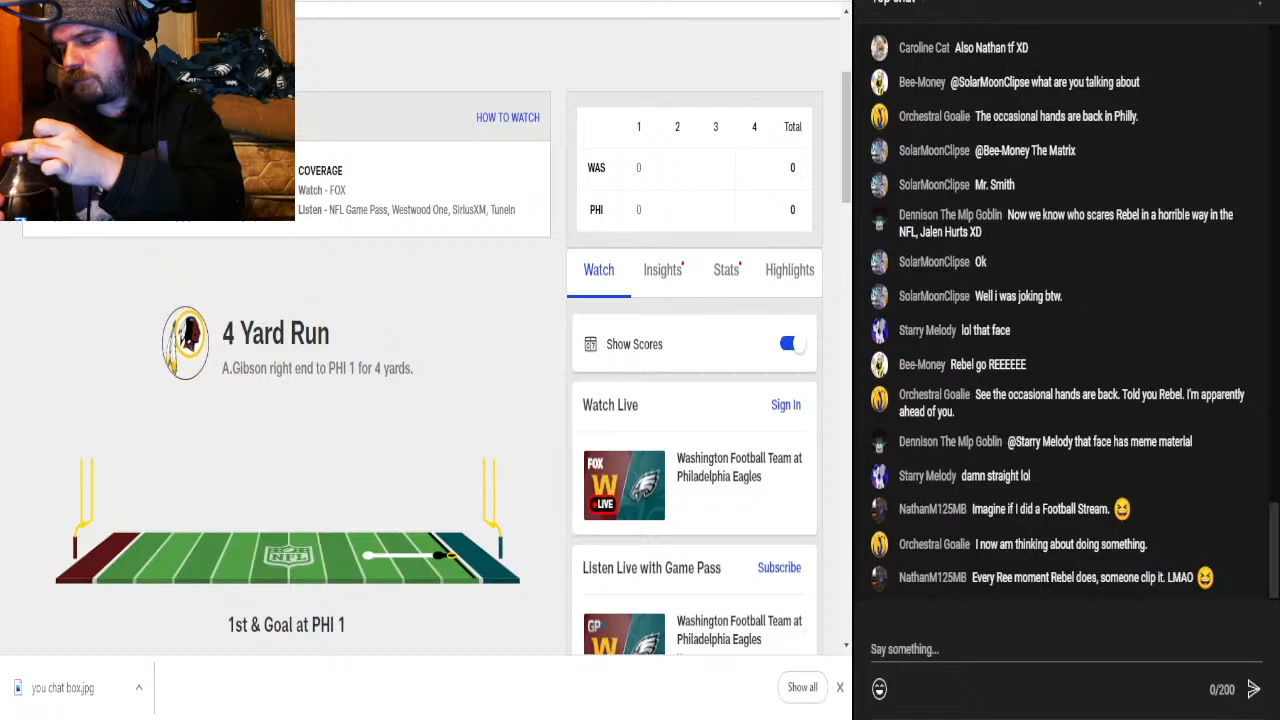 HOW TO WATCH
COVERAGE
Watch - FOX
Listen - NFL Game Pass, Westwood One, SiriusXM, TuneIn
4 Yard Run
A.Gibson right end to PHI 1 for 4 yards.
NFL
1st & Goal at PHI 1
1 2 3 4 Total
WAS 0 0
PHI 0 0
Watch Insights Stats Highlights
Show Scores
Watch Live Sign In
FOX
W
LIVE
Washington Football Team at
Philadelphia Eagles
Listen Live with Game Pass Subscribe
GP
W
Washington Football Team at
Philadelphia Eagles
you chat box.jpg
Show all X
Caroline Cat Also Nathan tf XD
Bee-Money @SolarMoonClipse what are you talking about
Orchestral Goalie The occasional hands are back in Philly.
SolarMoonClipse @Bee-Money The Matrix
SolarMoonClipse Mr. Smith
Dennison The Mlp Goblin Now we know who scares Rebel in a horrible way in the
NFL, Jalen Hurts XD
SolarMoonClipse Ok
SolarMoonClipse Well i was joking btw.
Starry Melody lol that face
Bee-Money Rebel go REEEEEE
Orchestral Goalie See the occasional hands are back. Told you Rebel. I'm apparently
ahead of you.
Dennison The Mlp Goblin @Starry Melody that face has meme material
Starry Melody damn straight lol
NathanM125MB Imagine if I did a Football Stream. 😆
Orchestral Goalie I now am thinking about doing something.
NathanM125MB Every Ree moment Rebel does, someone clip it. LMAO 😆
Say something...
0/200